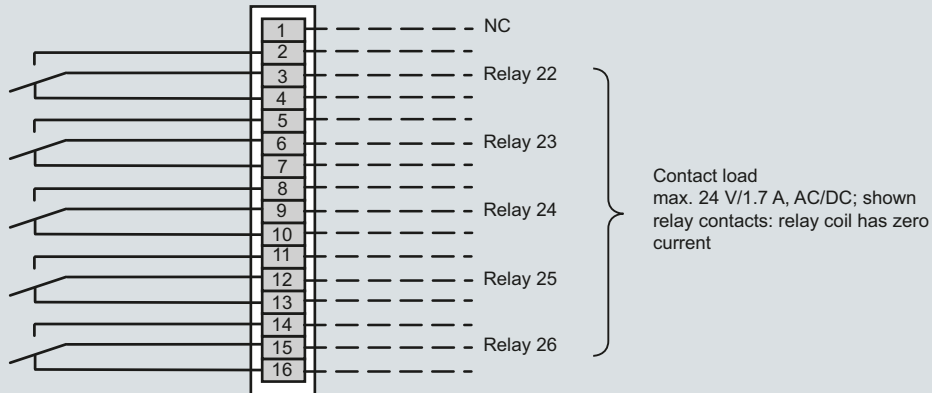 1 NC
2
3 Relay 22
4
5
6 Relay 23
7
8
9 Relay 24
10
11
12 Relay 25
13
14
15 Relay 26
16
Contact load
max. 24 V/1.7 A, AC/DC; shown
relay contacts: relay coil has zero
current